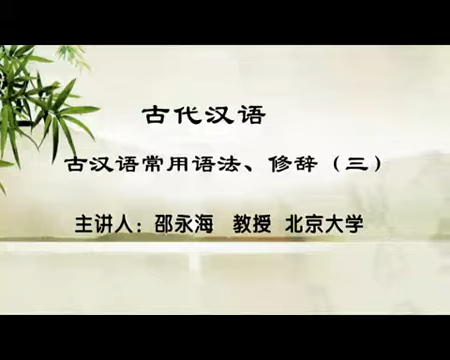 古代汉语
古汉语常用语法、修辞（三）
主讲人：邵永海 教授 北京大学